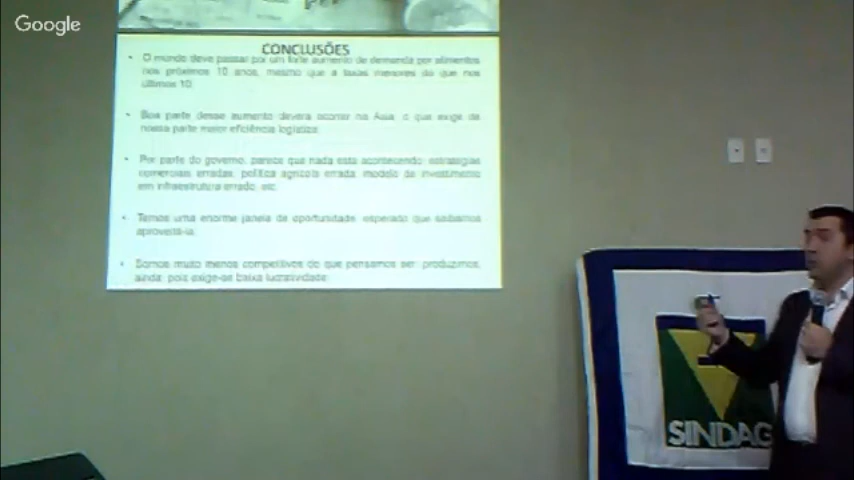 Google
CONCLUSÕES
• O mundo deve passar por um forte aumento de demanda por alimentos
nos próximos 10 anos, mesmo que a taxas menores do que nos
últimos 10.
• Boa parte desse aumento deverá ocorrer na Ásia, o que exige de
nossa parte maior eficiência logística.
• Por parte do governo, parece que nada está acontecendo: estratégias
comerciais erradas, política agrícola errada, modelo de investimento
em infraestrutura errado, etc.
• Temos uma enorme janela de oportunidade, esperado que saibamos
aproveitá-la.
• Somos muito menos competitivos do que pensamos ser: produzimos,
ainda, pois exige-se baixa lucratividade.
SINDAG